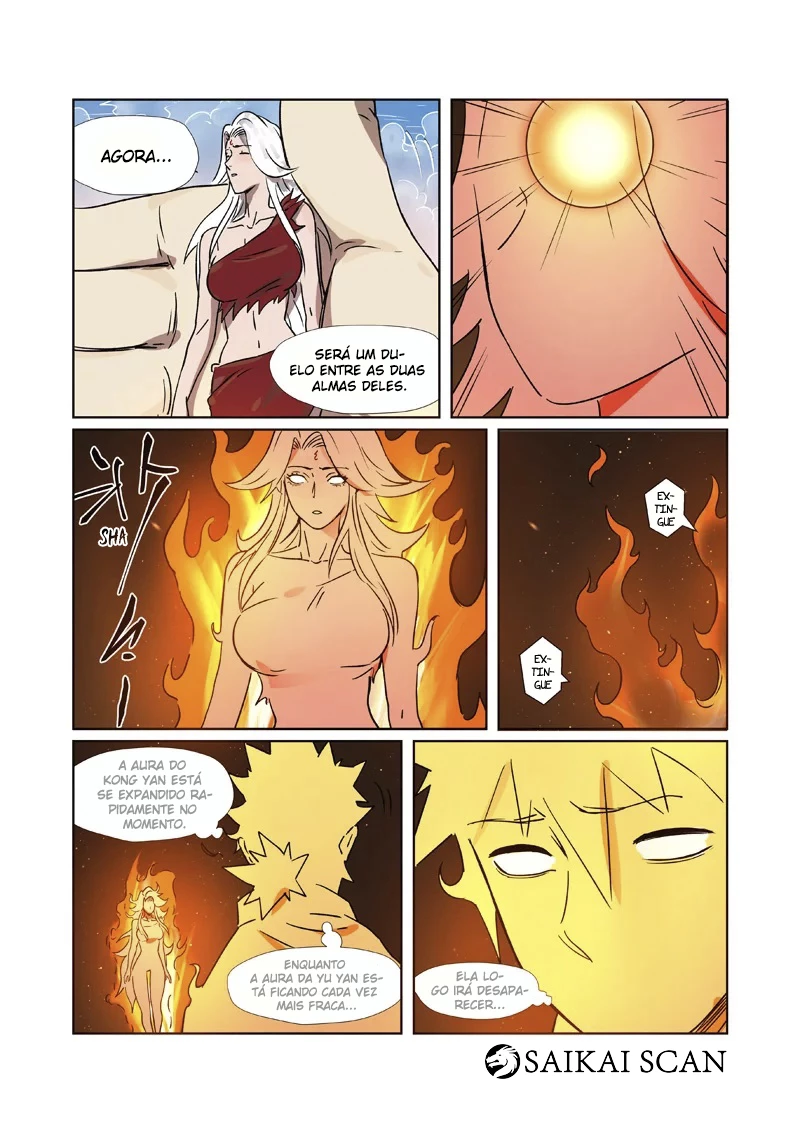 AGORA...
SERÁ UM DU-
ELO ENTRE AS DUAS
ALMAS DELES.
SHA
EX-
TIN-
GUE
EX-
TIN-
GUE
A AURA DO
KONG YAN ESTÁ
SE EXPANDIDO RA-
PIDAMENTE NO
MOMENTO.
ENQUANTO
A AURA DA YU YAN ES-
TÁ FICANDO CADA VEZ
MAIS FRACA...
ELA LO-
GO IRÁ DESAPA-
RECER...
SAIKAI SCAN